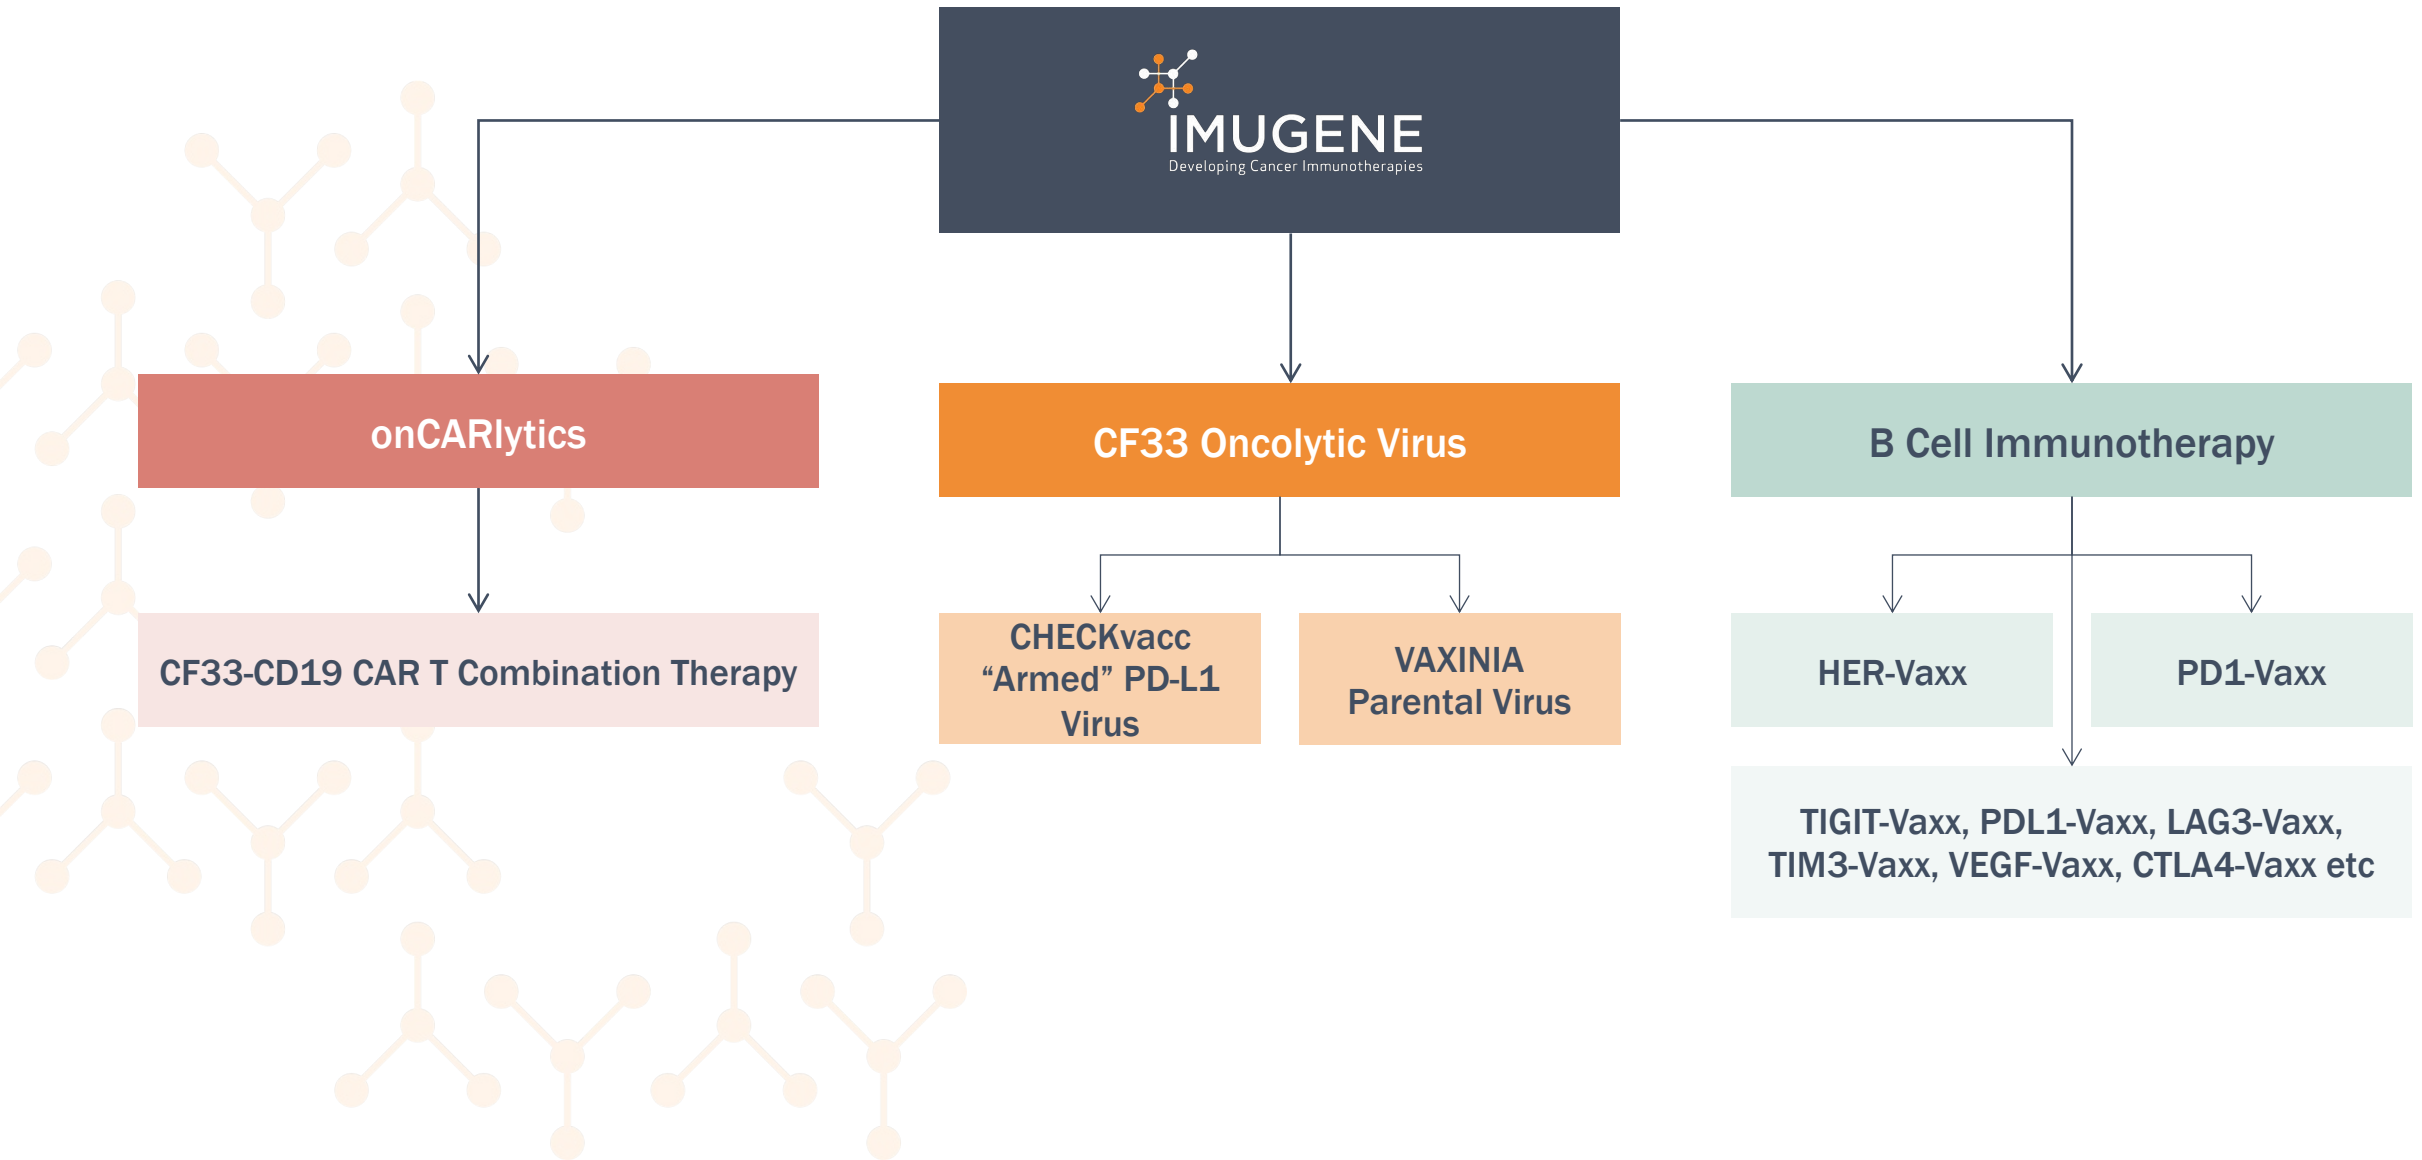 IMUGENE
Developing Cancer Immunotherapies
onCARlytics
CF33 Oncolytic Virus
B Cell Immunotherapy
CF33-CD19 CAR T Combination Therapy
CHECKvacc
“Armed” PD-L1
Virus
VAXINIA
Parental Virus
HER-Vaxx
PD1-Vaxx
TIGIT-Vaxx, PDL1-Vaxx, LAG3-Vaxx,
TIM3-Vaxx, VEGF-Vaxx, CTLA4-Vaxx etc